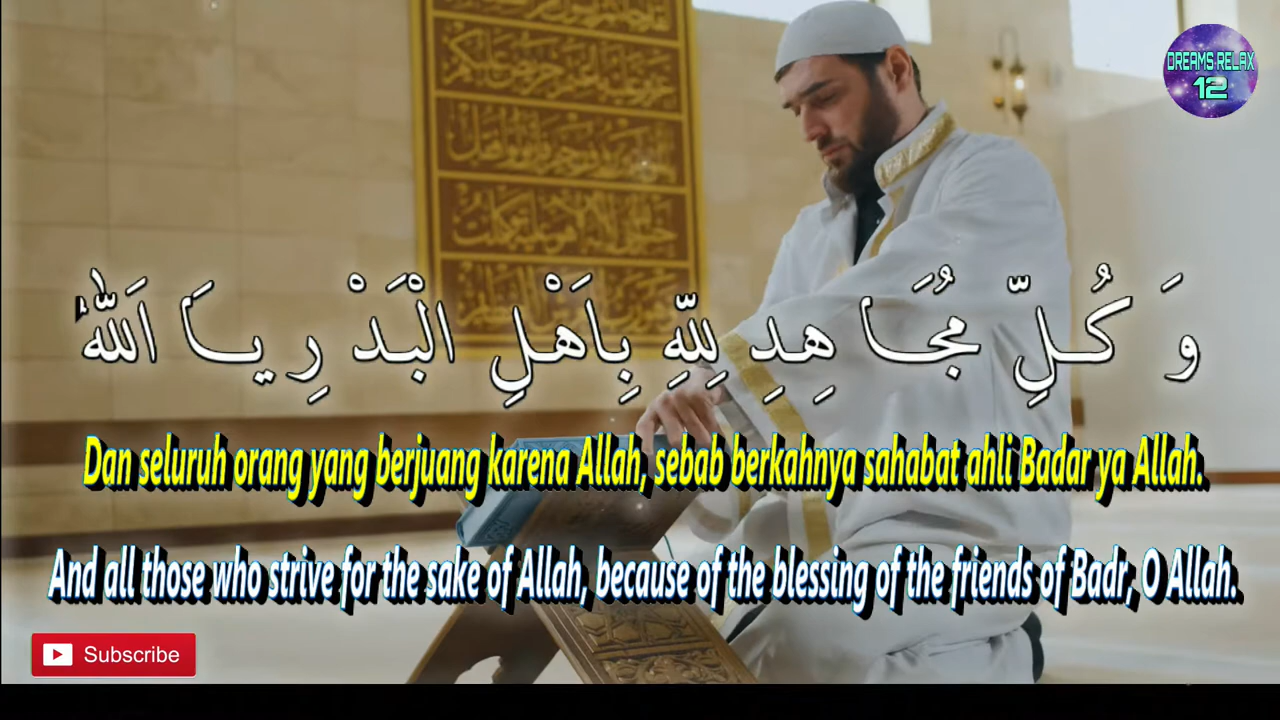 DREAMS RELAX
12
وَ كُلِّ مُجَاهِدِ لِلّٰهِ بِاَهْلِ الْبَدْرِ يَا اَللّٰهُ
Dan seluruh orang yang berjuang karena Allah, sebab berkahnya sahabat ahli Badar ya Allah.
And all those who strive for the sake of Allah, because of the blessing of the friends of Badr, O Allah.
Subscribe